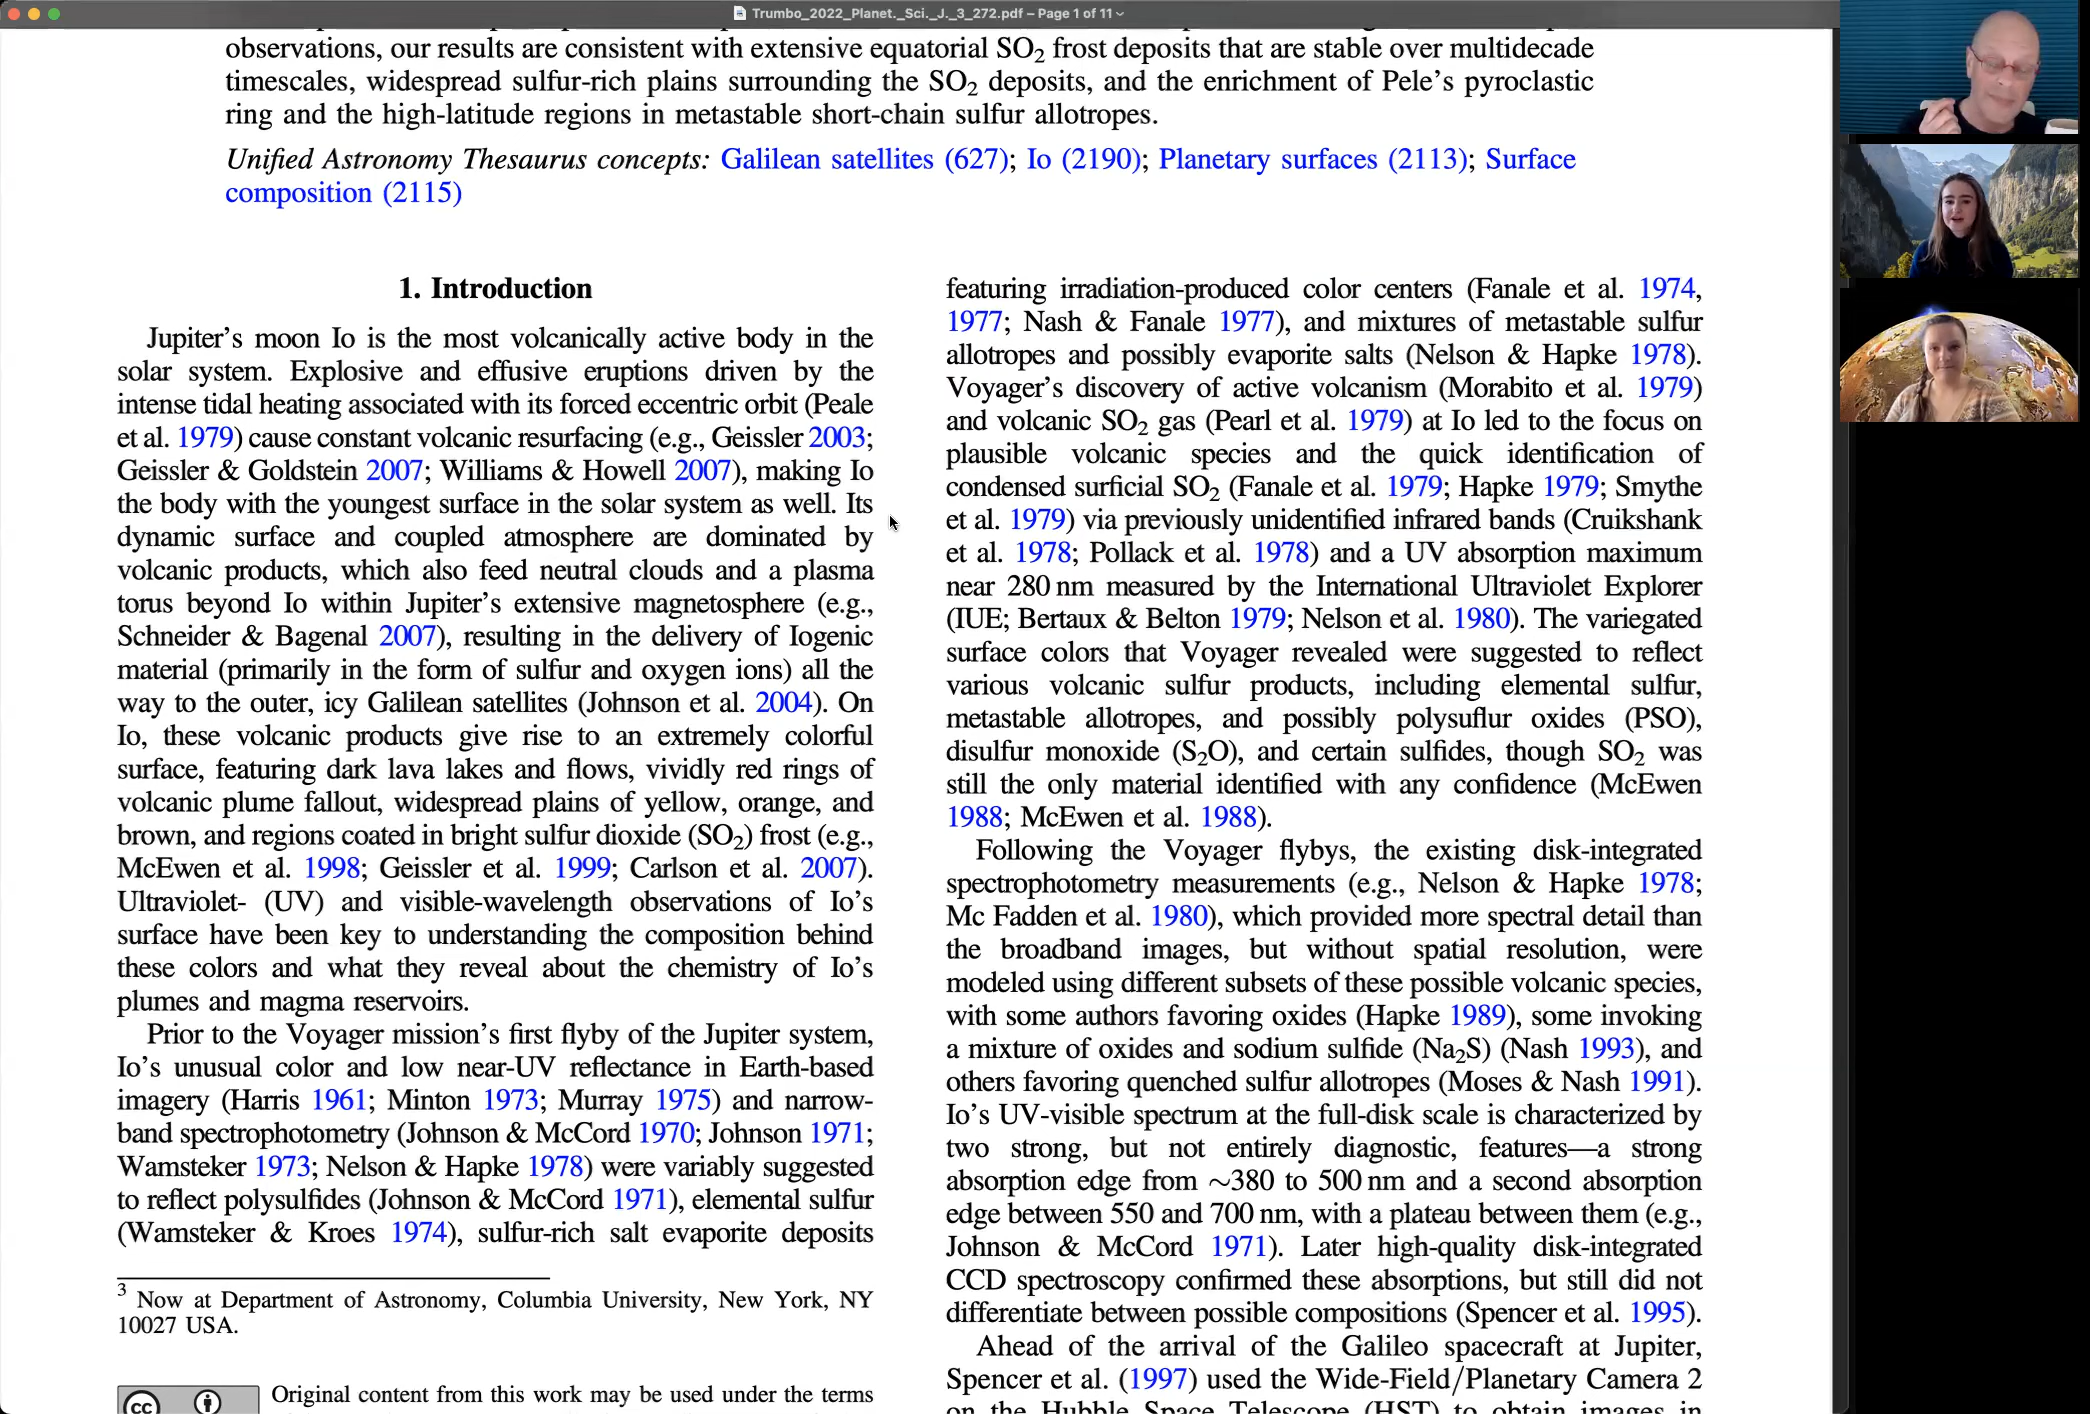 Trumbo_2022_Planet._Sci._J._3_272.pdf – Page 1 of 11
observations, our results are consistent with extensive equatorial SO2 frost deposits that are stable over multidecade
timescales, widespread sulfur-rich plains surrounding the SO2 deposits, and the enrichment of Pele's pyroclastic
ring and the high-latitude regions in metastable short-chain sulfur allotropes.
Unified Astronomy Thesaurus concepts: Galilean satellites (627); Io (2190); Planetary surfaces (2113); Surface
composition (2115)
1. Introduction
Jupiter's moon Io is the most volcanically active body in the
solar system. Explosive and effusive eruptions driven by the
intense tidal heating associated with its forced eccentric orbit (Peale
et al. 1979) cause constant volcanic resurfacing (e.g., Geissler 2003;
Geissler & Goldstein 2007; Williams & Howell 2007), making Io
the body with the youngest surface in the solar system as well. Its
dynamic surface and coupled atmosphere are dominated by
volcanic products, which also feed neutral clouds and a plasma
torus beyond Io within Jupiter's extensive magnetosphere (e.g.,
Schneider & Bagenal 2007), resulting in the delivery of Iogenic
material (primarily in the form of sulfur and oxygen ions) all the
way to the outer, icy Galilean satellites (Johnson et al. 2004). On
Io, these volcanic products give rise to an extremely colorful
surface, featuring dark lava lakes and flows, vividly red rings of
volcanic plume fallout, widespread plains of yellow, orange, and
brown, and regions coated in bright sulfur dioxide (SO2) frost (e.g.,
McEwen et al. 1998; Geissler et al. 1999; Carlson et al. 2007).
Ultraviolet- (UV) and visible-wavelength observations of Io's
surface have been key to understanding the composition behind
these colors and what they reveal about the chemistry of Io's
plumes and magma reservoirs.
Prior to the Voyager mission's first flyby of the Jupiter system,
Io's unusual color and low near-UV reflectance in Earth-based
imagery (Harris 1961; Minton 1973; Murray 1975) and narrow-
band spectrophotometry (Johnson & McCord 1970; Johnson 1971;
Wamsteker 1973; Nelson & Hapke 1978) were variably suggested
to reflect polysulfides (Johnson & McCord 1971), elemental sulfur
(Wamsteker & Kroes 1974), sulfur-rich salt evaporite deposits
3 Now at Department of Astronomy, Columbia University, New York, NY
10027 USA.
cc
Original content from this work may be used under the terms
featuring irradiation-produced color centers (Fanale et al. 1974,
1977; Nash & Fanale 1977), and mixtures of metastable sulfur
allotropes and possibly evaporite salts (Nelson & Hapke 1978).
Voyager's discovery of active volcanism (Morabito et al. 1979)
and volcanic SO2 gas (Pearl et al. 1979) at Io led to the focus on
plausible volcanic species and the quick identification of
condensed surficial SO2 (Fanale et al. 1979; Hapke 1979; Smythe
et al. 1979) via previously unidentified infrared bands (Cruikshank
et al. 1978; Pollack et al. 1978) and a UV absorption maximum
near 280 nm measured by the International Ultraviolet Explorer
(IUE; Bertaux & Belton 1979; Nelson et al. 1980). The variegated
surface colors that Voyager revealed were suggested to reflect
various volcanic sulfur products, including elemental sulfur,
metastable allotropes, and possibly polysuflur oxides (PSO),
disulfur monoxide (S2O), and certain sulfides, though SO2 was
still the only material identified with any confidence (McEwen
1988; McEwen et al. 1988).
Following the Voyager flybys, the existing disk-integrated
spectrophotometry measurements (e.g., Nelson & Hapke 1978;
Mc Fadden et al. 1980), which provided more spectral detail than
the broadband images, but without spatial resolution, were
modeled using different subsets of these possible volcanic species,
with some authors favoring oxides (Hapke 1989), some invoking
a mixture of oxides and sodium sulfide (Na2S) (Nash 1993), and
others favoring quenched sulfur allotropes (Moses & Nash 1991).
Io's UV-visible spectrum at the full-disk scale is characterized by
two strong, but not entirely diagnostic, features—a strong
absorption edge from ~380 to 500 nm and a second absorption
edge between 550 and 700 nm, with a plateau between them (e.g.,
Johnson & McCord 1971). Later high-quality disk-integrated
CCD spectroscopy confirmed these absorptions, but still did not
differentiate between possible compositions (Spencer et al. 1995).
Ahead of the arrival of the Galileo spacecraft at Jupiter,
Spencer et al. (1997) used the Wide-Field/Planetary Camera 2
on the Hubble Space Telescope (HST) to obtain images in